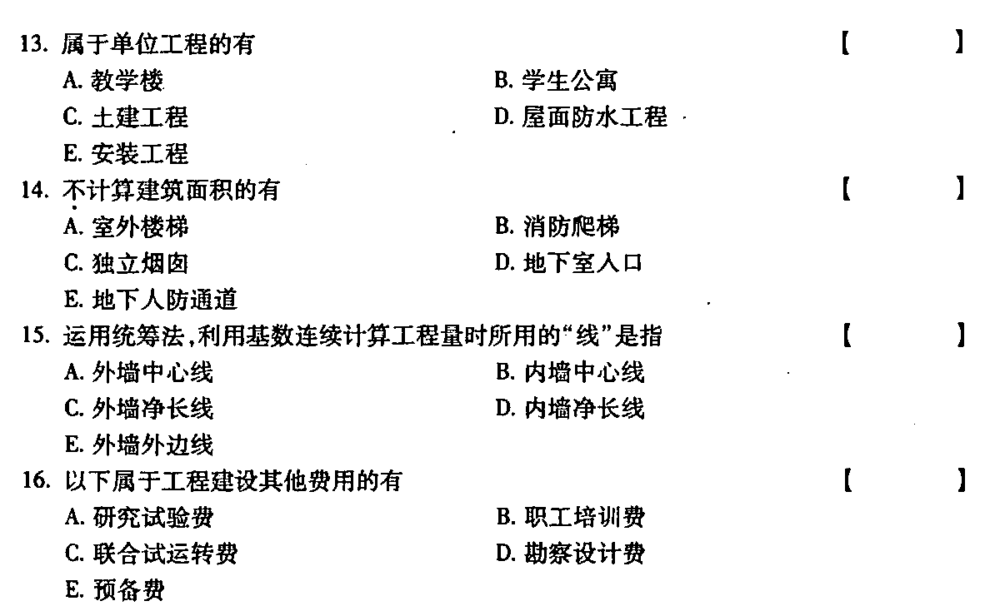 13. 属于单位工程的有 【 】
A. 教学楼 B. 学生公寓
C. 土建工程 D. 屋面防水工程
E. 安装工程
14. 不计算建筑面积的有 【 】
A. 室外楼梯 B. 消防爬梯
C. 独立烟囱 D. 地下室入口
E. 地下人防通道
15. 运用统筹法,利用基数连续计算工程量时所用的“线”是指 【 】
A. 外墙中心线 B. 内墙中心线
C. 外墙净长线 D. 内墙净长线
E. 外墙外边线
16. 以下属于工程建设其他费用的有 【 】
A. 研究试验费 B. 职工培训费
C. 联合试运转费 D. 勘察设计费
E. 预备费